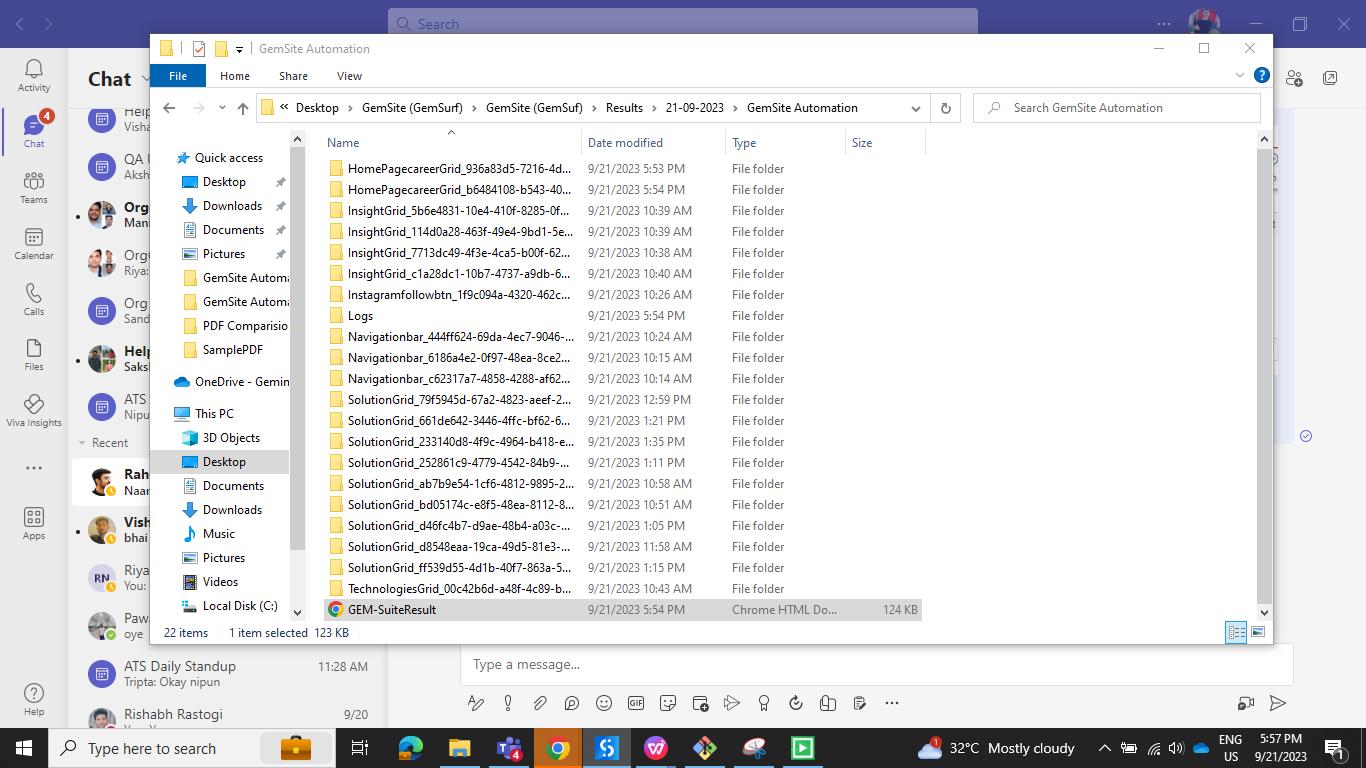 Search
GemSite Automation
File
Home
Share
View
Activity
Chat
4
Chat
Teams
Calendar
Calls
Files
Viva Insights
Apps
Help
Desktop
GemSite (GemSurf)
GemSite (GemSuf)
Results
21-09-2023
GemSite Automation
Search GemSite Automation
Name
Date modified
Type
Size
Quick access
Desktop
Downloads
Documents
Pictures
GemSite Automa
GemSite Automa
PDF Comparisio
SamplePDF
OneDrive - Gemin
This PC
3D Objects
Desktop
Documents
Downloads
Music
Pictures
Videos
Local Disk (C:)
HomePagecareerGrid_936a83d5-7216-4d... 9/21/2023 5:53 PM File folder
HomePagecareerGrid_b6484108-b543-40... 9/21/2023 5:54 PM File folder
InsightGrid_5b6e4831-10e4-410f-8285-0f... 9/21/2023 10:39 AM File folder
InsightGrid_114d0a28-463f-49e4-9bd1-5e... 9/21/2023 10:39 AM File folder
InsightGrid_7713dc49-4f3e-4ca5-b00f-62... 9/21/2023 10:38 AM File folder
InsightGrid_c1a28dc1-10b7-4737-a9db-6... 9/21/2023 10:40 AM File folder
Instagramfollowbtn_1f9c094a-4320-462c... 9/21/2023 10:26 AM File folder
Logs 9/21/2023 5:54 PM File folder
Navigationbar_444ff624-69da-4ec7-9046-... 9/21/2023 10:24 AM File folder
Navigationbar_6186a4e2-0f97-48ea-8ce2... 9/21/2023 10:15 AM File folder
Navigationbar_c62317a7-4858-4288-af62... 9/21/2023 10:14 AM File folder
SolutionGrid_79f5945d-67a2-4823-aeef-2... 9/21/2023 12:59 PM File folder
SolutionGrid_661de642-3446-4ffc-bf62-6... 9/21/2023 1:21 PM File folder
SolutionGrid_233140d8-4f9c-4964-b418-e... 9/21/2023 1:35 PM File folder
SolutionGrid_252861c9-4779-4542-84b9-... 9/21/2023 1:11 PM File folder
SolutionGrid_ab7b9e54-1cf6-4812-9895-2... 9/21/2023 10:58 AM File folder
SolutionGrid_bd05174c-e8f5-48ea-8112-8... 9/21/2023 10:51 AM File folder
SolutionGrid_d46fc4b7-d9ae-48b4-a03c-... 9/21/2023 1:05 PM File folder
SolutionGrid_d8548eaa-19ca-49d5-81e3-... 9/21/2023 11:58 AM File folder
SolutionGrid_ff539d55-4d1b-40f7-863a-5... 9/21/2023 1:15 PM File folder
TechnologiesGrid_00c42b6d-a48f-4c89-b... 9/21/2023 10:43 AM File folder
GEM-SuiteResult 9/21/2023 5:54 PM Chrome HTML Do... 124 KB
22 items 1 item selected 123 KB
Help
Visha
QA U
Aksh
Org
Mani
Org
Riya:
Org
Sand
Help
Saks
ATS
Nipu
Recent
Rah
Naan
Vish
bhai
RN
Riya
You:
Pawa
oye
ATS Daily Standup 11:28 AM
Tripta: Okay nipun
Rishabh Rastogi 9/20
Type a message...
GIF
Type here to search
4
32°C Mostly cloudy
ENG
US
5:57 PM
9/21/2023
1